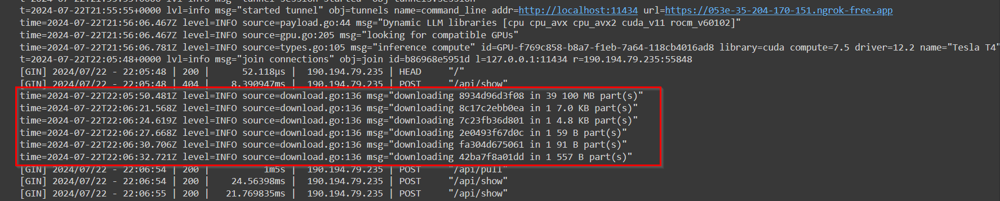 t=2024-07-22T21:55:55+0000 lvl=info msg="tunnel session started" obj=tunnels.session
t=2024-07-22T21:55:55+0000 lvl=info msg="started tunnel" obj=tunnels name=command_line addr=http://localhost:11434 url=https://053e-35-204-170-151.ngrok-free.app
time=2024-07-22T21:56:06.467Z level=INFO source=payload.go:44 msg="Dynamic LLM libraries [cpu cpu_avx cpu_avx2 cuda_v11 rocm_v60102]"
time=2024-07-22T21:56:06.467Z level=INFO source=gpu.go:205 msg="looking for compatible GPUs"
time=2024-07-22T21:56:06.781Z level=INFO source=types.go:105 msg="inference compute" id=GPU-f769c858-b8a7-f1eb-7a64-118cb4016ad8 library=cuda compute=7.5 driver=12.2 name="Tesla T4"
t=2024-07-22T22:05:48+0000 lvl=info msg="join connections" obj=join id=b86968e5951d l=127.0.0.1:11434 r=190.194.79.235:55848
[GIN] 2024/07/22 - 22:05:48 | 200 | 52.118µs | 190.194.79.235 | HEAD "/"
[GIN] 2024/07/22 - 22:05:48 | 404 | 8.390947ms | 190.194.79.235 | POST "/api/show"
time=2024-07-22T22:05:50.481Z level=INFO source=download.go:136 msg="downloading 8934d96d3f08 in 39 100 MB part(s)"
time=2024-07-22T22:06:21.568Z level=INFO source=download.go:136 msg="downloading 8c17c2ebb0ea in 1 7.0 KB part(s)"
time=2024-07-22T22:06:24.619Z level=INFO source=download.go:136 msg="downloading 7c23fb36d801 in 1 4.8 KB part(s)"
time=2024-07-22T22:06:27.668Z level=INFO source=download.go:136 msg="downloading 2e0493f67d0c in 1 59 B part(s)"
time=2024-07-22T22:06:30.706Z level=INFO source=download.go:136 msg="downloading fa304d675061 in 1 91 B part(s)"
time=2024-07-22T22:06:32.721Z level=INFO source=download.go:136 msg="downloading 42ba7f8a01dd in 1 557 B part(s)"
[GIN] 2024/07/22 - 22:06:54 | 200 | 1m5s | 190.194.79.235 | POST "/api/pull"
[GIN] 2024/07/22 - 22:06:54 | 200 | 24.56398ms | 190.194.79.235 | POST "/api/show"
[GIN] 2024/07/22 - 22:06:55 | 200 | 21.769835ms | 190.194.79.235 | POST "/api/show"